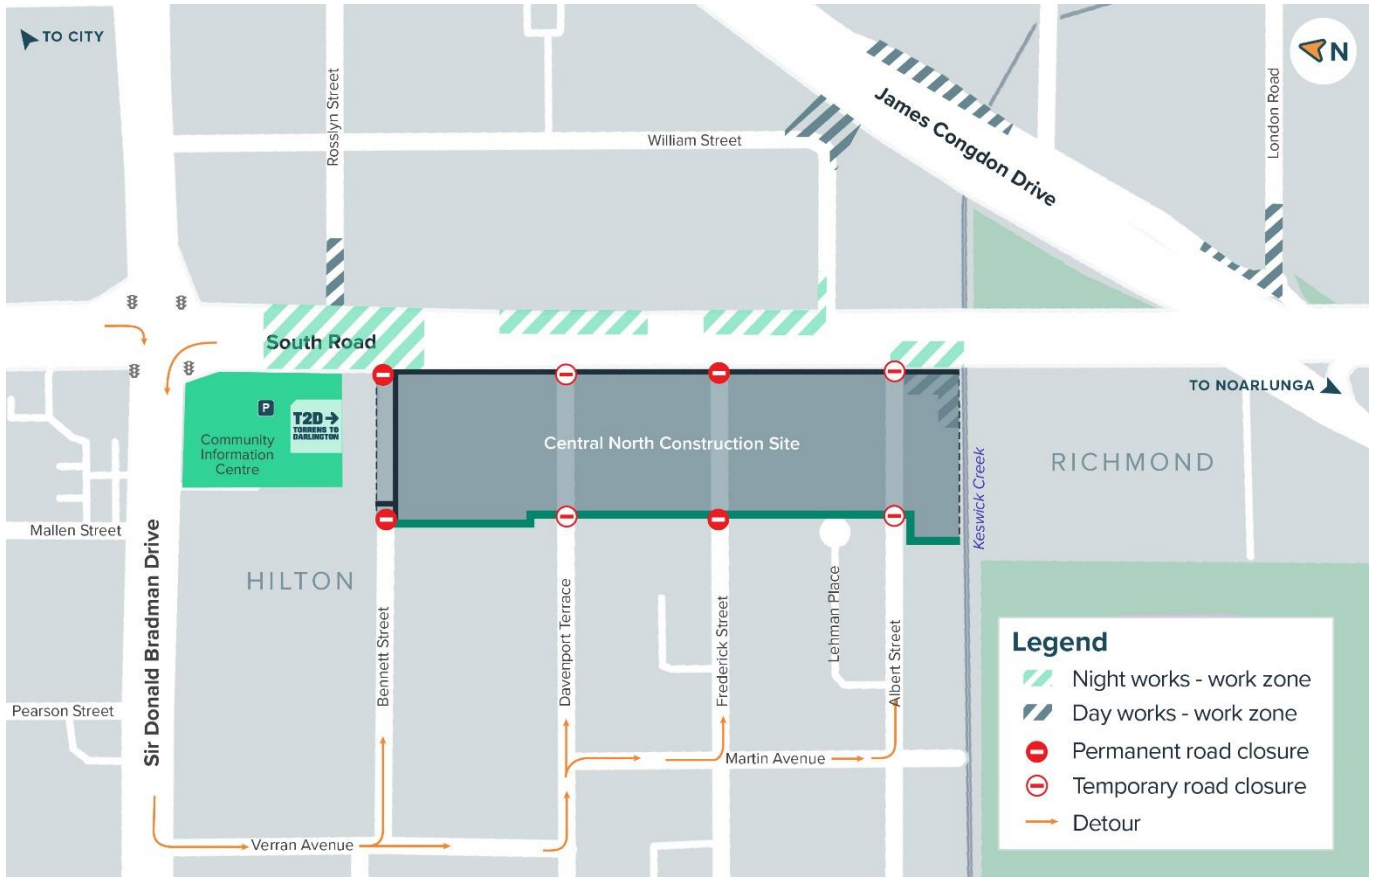 TO CITY
N
Rosslyn Street
William Street
James Congdon Drive
London Road
South Road
TO NOARLUNGA
P
T2D
TORRENS TO
DARLINGTON
Community
Information
Centre
Central North Construction Site
RICHMOND
Keswick Creek
Mallen Street
Sir Donald Bradman Drive
HILTON
Bennett Street
Davenport Terrace
Frederick Street
Lehman Place
Albert Street
Pearson Street
Martin Avenue
Verran Avenue
Legend
Night works - work zone
Day works - work zone
Permanent road closure
Temporary road closure
Detour